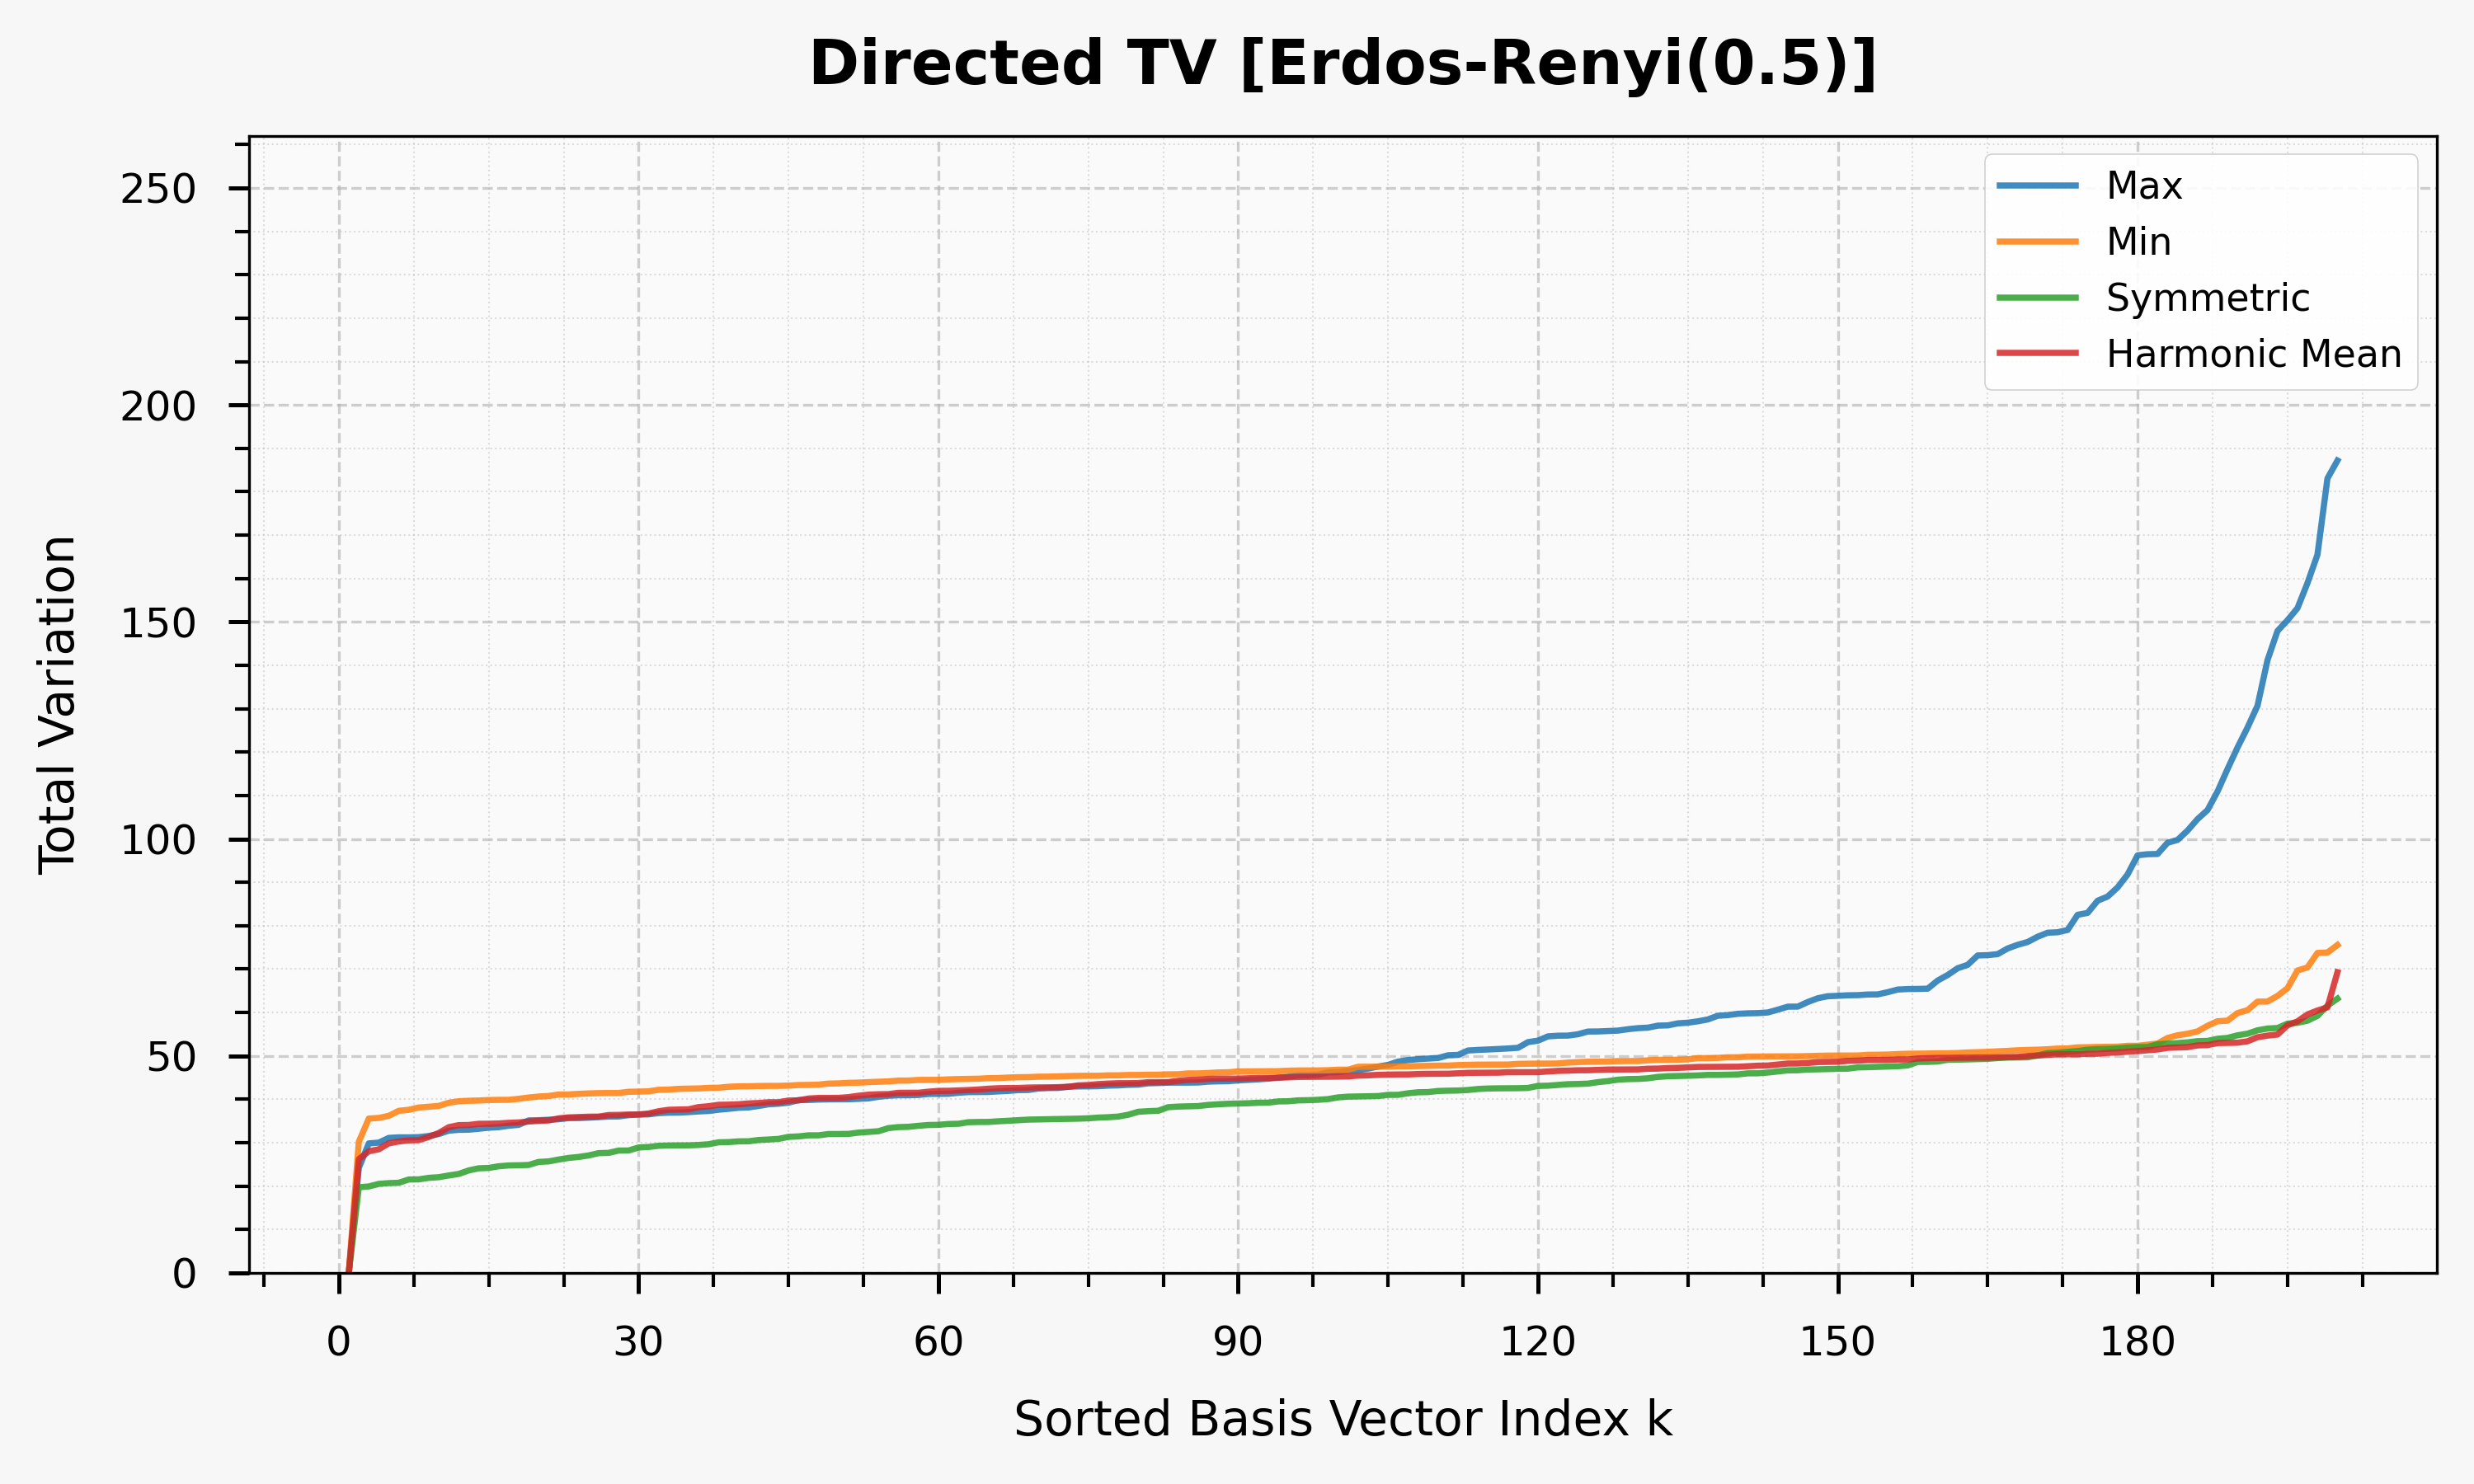 Directed TV [Erdos-Renyi(0.5)]
Total Variation
250
200
150
100
50
0
Max
Min
Symmetric
Harmonic Mean
0 30 60 90 120 150 180
Sorted Basis Vector Index k